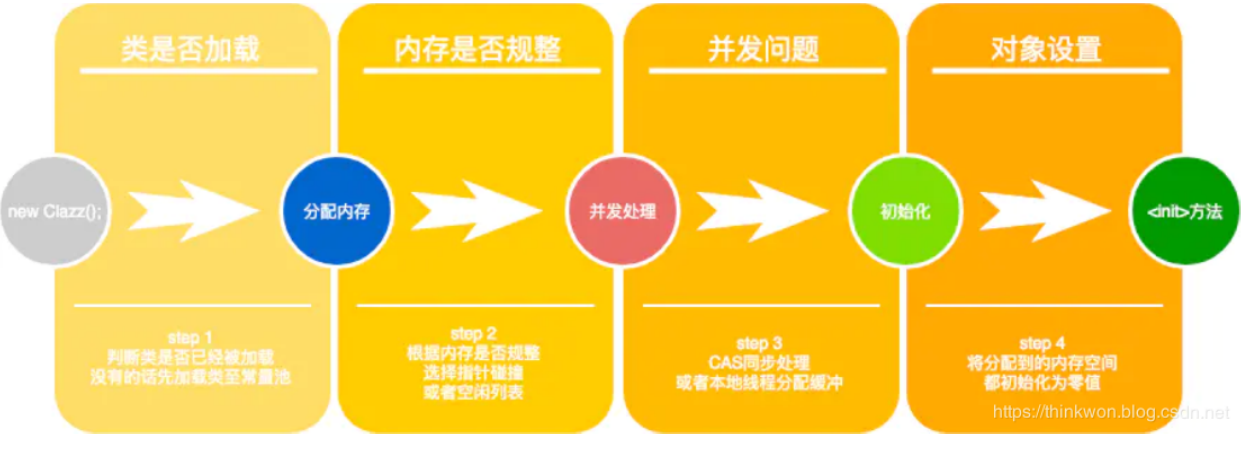 类是否加载
内存是否规整
并发问题
对象设置
new Clazz();
分配内存
并发处理
初始化
<init>方法
step 1
判断类是否已经被加载
没有的话先加载类至常量池
step 2
根据内存是否规整
选择指针碰撞
或者空闲列表
step 3
CAS同步处理
或者本地线程分配缓冲
step 4
将分配到的内存空间
都初始化为零值
https://thinkwon.blog.csdn.net